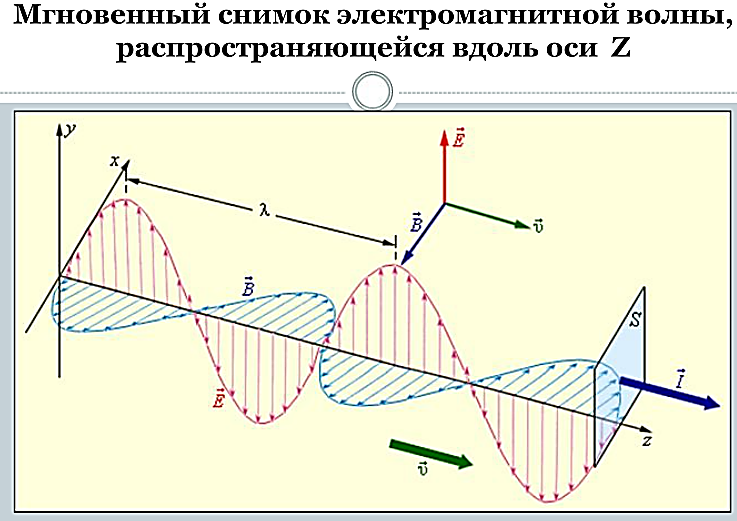 Мгновенный снимок электромагнитной волны,
распространяющейся вдоль оси Z
y
x
E⃗
λ
B⃗
υ⃗
B⃗
S
I⃗
E⃗
z
υ⃗